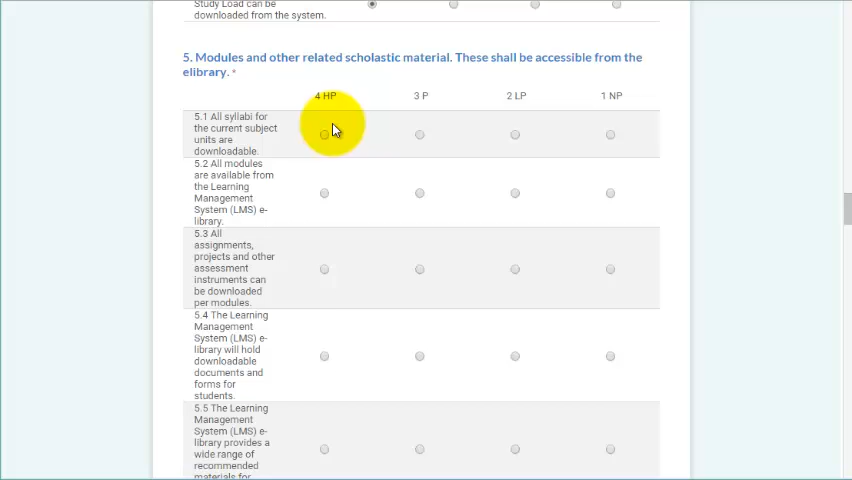 Study Load can be
downloaded from the system.
5. Modules and other related scholastic material. These shall be accessible from the
elibrary. *
4 HP 3 P 2 LP 1 NP
5.1 All syllabi for
the current subject
units are
downloadable.
5.2 All modules
are available from
the Learning
Management
System (LMS) e-
library.
5.3 All
assignments,
projects and other
assessment
instruments can
be downloaded
per modules.
5.4 The Learning
Management
System (LMS) e-
library will hold
downloadable
documents and
forms for
students.
5.5 The Learning
Management
System (LMS) e-
library provides a
wide range of
recommended
materials for